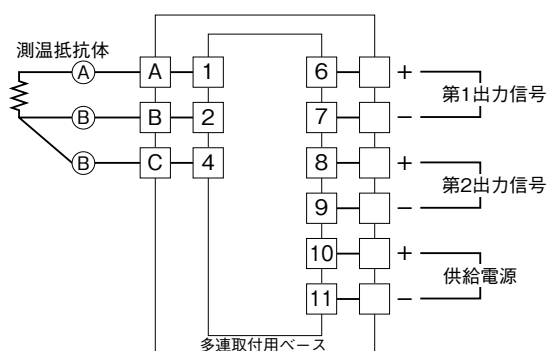 測温抵抗体
A A 1 6 +
第1出力信号
B B 2 7 −
B C 4 8 +
第2出力信号
9 −
10 +
供給電源
11 −
多連取付用ベース